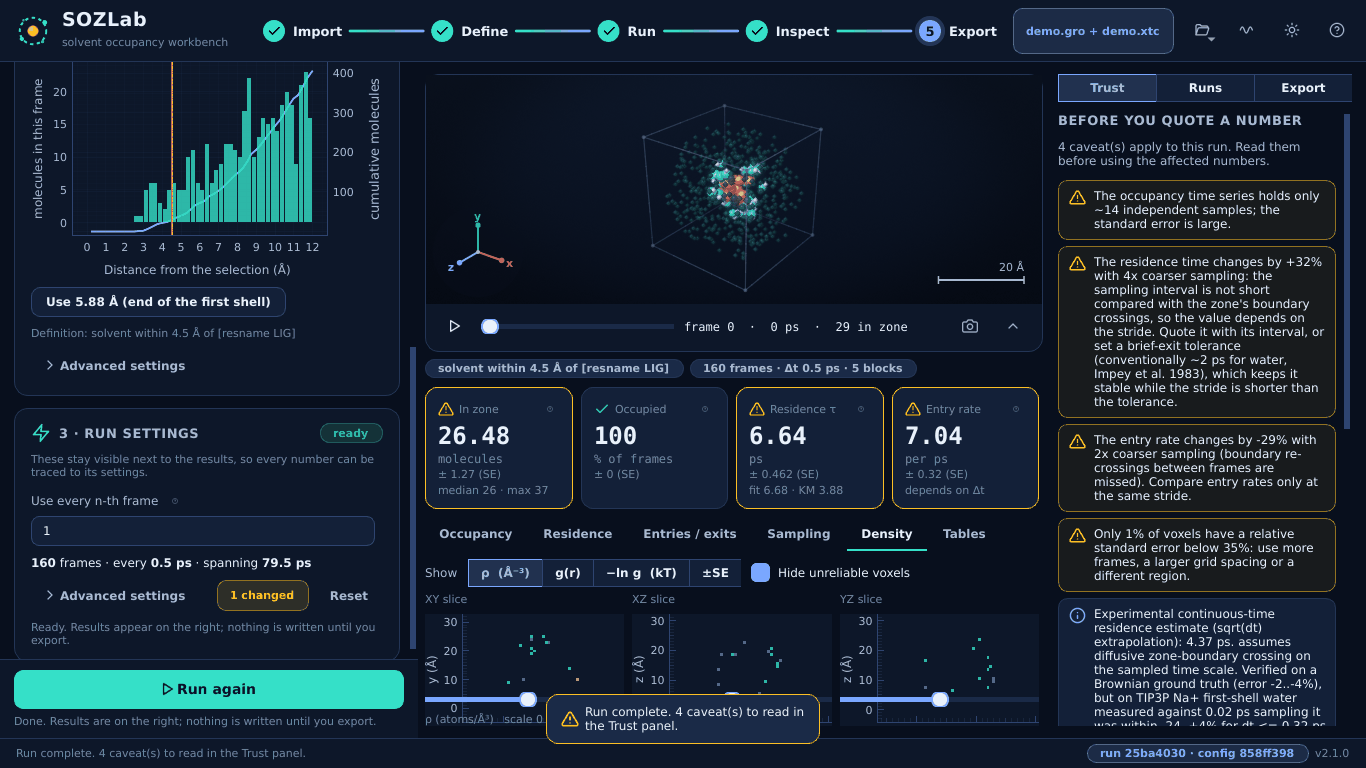 SOZLab
solvent occupancy workbench
Import
Define
Run
Inspect
5 Export
demo.gro + demo.xtc
molecules in this frame
20
15
10
5
0
400
300
200
100
cumulative molecules
0 1 2 3 4 5 6 7 8 9 10 11 12
Distance from the selection (Å)
Use 5.88 Å (end of the first shell)
Definition: solvent within 4.5 Å of [resname LIG]
Advanced settings
3 · RUN SETTINGS
ready
These stay visible next to the results, so every number can be
traced to its settings.
Use every n-th frame
1
160 frames · every 0.5 ps · spanning 79.5 ps
Advanced settings
1 changed
Reset
Ready. Results appear on the right; nothing is written until you
export.
Run again
Done. Results are on the right; nothing is written until you export.
y
z
x
20 Å
frame 0 · 0 ps · 29 in zone
solvent within 4.5 Å of [resname LIG]
160 frames · Δt 0.5 ps · 5 blocks
In zone
26.48
molecules
± 1.27 (SE)
median 26 · max 37
Occupied
100
% of frames
± 0 (SE)
Residence τ
6.64
ps
± 0.462 (SE)
fit 6.68 · KM 3.88
Entry rate
7.04
per ps
± 0.32 (SE)
depends on Δt
Occupancy
Residence
Entries / exits
Sampling
Density
Tables
Show
ρ (Å⁻³)
g(r)
−ln g (kT)
±SE
Hide unreliable voxels
XY slice
XZ slice
YZ slice
y (Å)
30
20
10
0
z (Å)
30
20
10
z (Å)
30
20
10
0
ρ (atoms/Å³) scale 0
Run complete. 4 caveat(s) to read in
the Trust panel.
Trust
Runs
Export
BEFORE YOU QUOTE A NUMBER
4 caveat(s) apply to this run. Read them
before using the affected numbers.
The occupancy time series holds only
~14 independent samples; the
standard error is large.
The residence time changes by +32%
with 4x coarser sampling: the
sampling interval is not short
compared with the zone's boundary
crossings, so the value depends on
the stride. Quote it with its interval, or
set a brief-exit tolerance
(conventionally ~2 ps for water,
Impey et al. 1983), which keeps it
stable while the stride is shorter than
the tolerance.
The entry rate changes by -29% with
2x coarser sampling (boundary re-
crossings between frames are
missed). Compare entry rates only at
the same stride.
Only 1% of voxels have a relative
standard error below 35%: use more
frames, a larger grid spacing or a
different region.
Experimental continuous-time
residence estimate (sqrt(dt)
extrapolation): 4.37 ps. assumes
diffusive zone-boundary crossing on
the sampled time scale. Verified on a
Brownian ground truth (error -2..-4%),
but on TIP3P Na+ first-shell water
measured against 0.02 ps sampling it
Run complete. 4 caveat(s) to read in the Trust panel.
run 25ba4030 · config 858ff398
v2.1.0